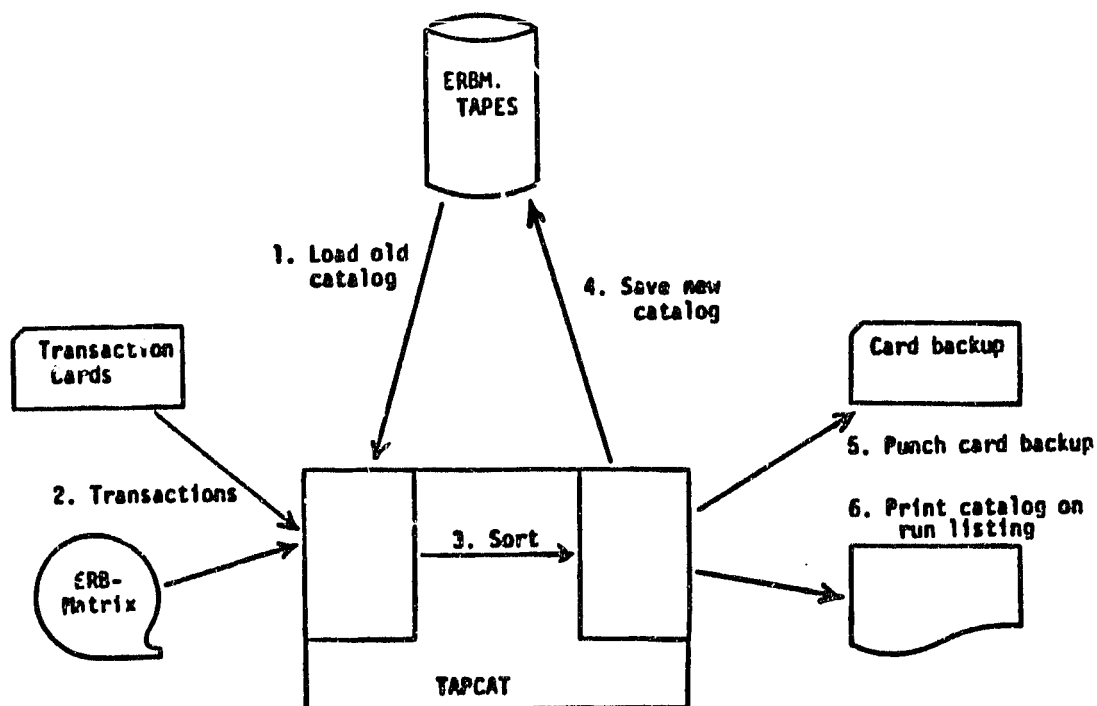 ERBM.
TAPES
1. Load old
catalog
4. Save new
catalog
Transaction
Cards
Card backup
5. Punch card backup
2. Transactions
6. Print catalog on
run listing
3. Sort
ERB-
Matrix
TAPCAT